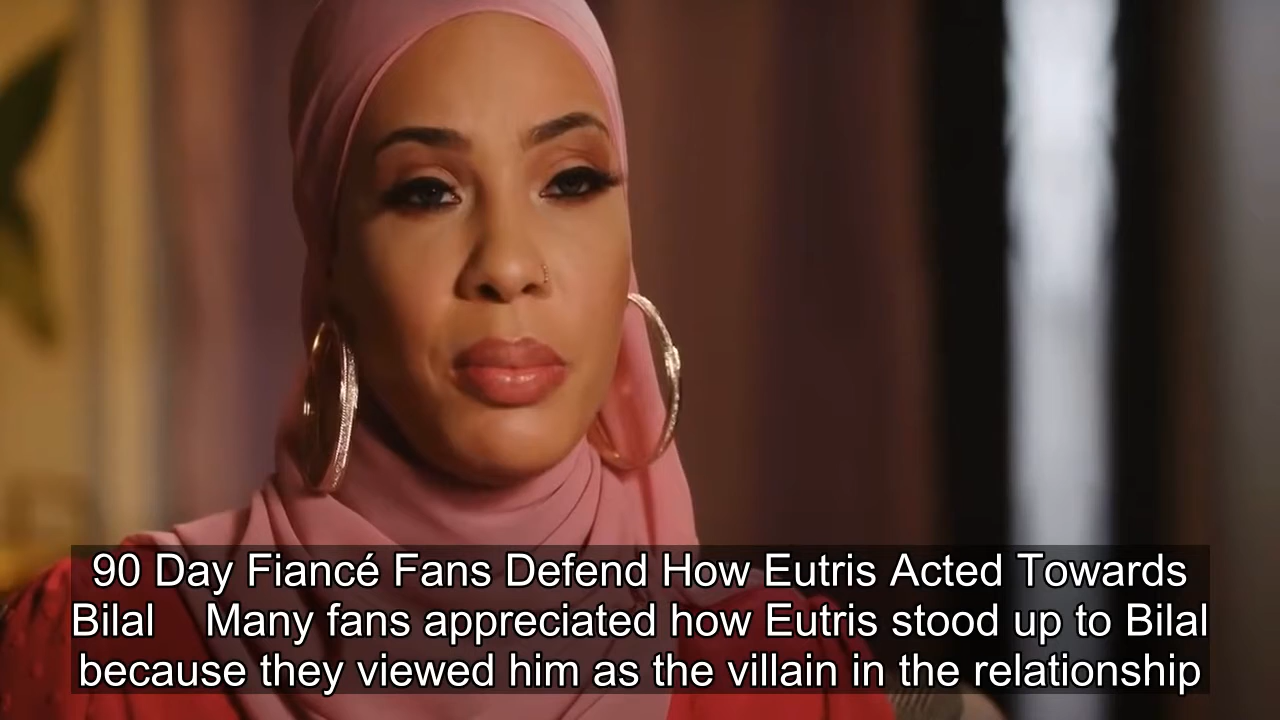 90 Day Fiancé Fans Defend How Eutris Acted Towards
Bilal    Many fans appreciated how Eutris stood up to Bilal
because they viewed him as the villain in the relationship